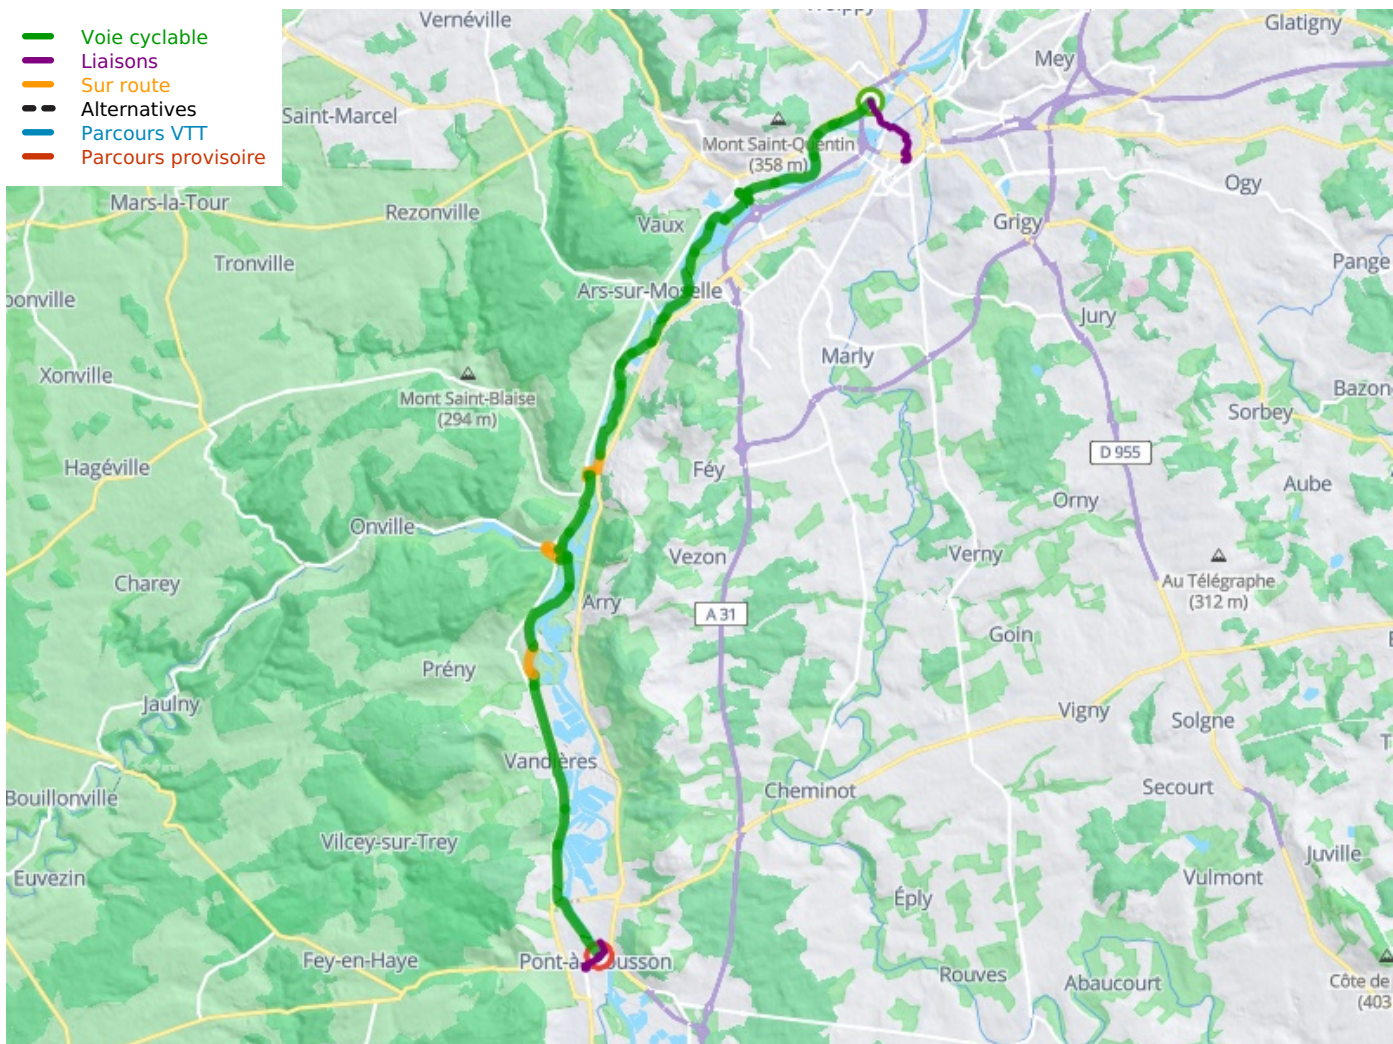 Voie cyclable
Liaisons
Sur route
Alternatives
Parcours VTT
Parcours provisoire
Vernéville
Glatigny
Mey
Saint-Marcel
Mont Saint-Quentin
(358 m)
Ogy
Mars-la-Tour
Rezonville
Vaux
Grigy
Tronville
Pange
Ars-sur-Moselle
Jury
Marly
Xonville
Mont Saint-Blaise
(294 m)
Bazon
Sorbey
D 955
Hagéville
Féy
Aube
Orny
Onville
Vezon
Verny
Charey
Au Télégraphe
(312 m)
Arry
A 31
Goin
Prény
Jaulny
Vigny
Solgne
Vandières
Cheminot
Secourt
Bouillonville
Vilcey-sur-Trey
Juville
Euvezin
Vulmont
Éply
Fey-en-Haye
Pont-à-Mousson
Rouves
Abaucourt
Côte de
(403